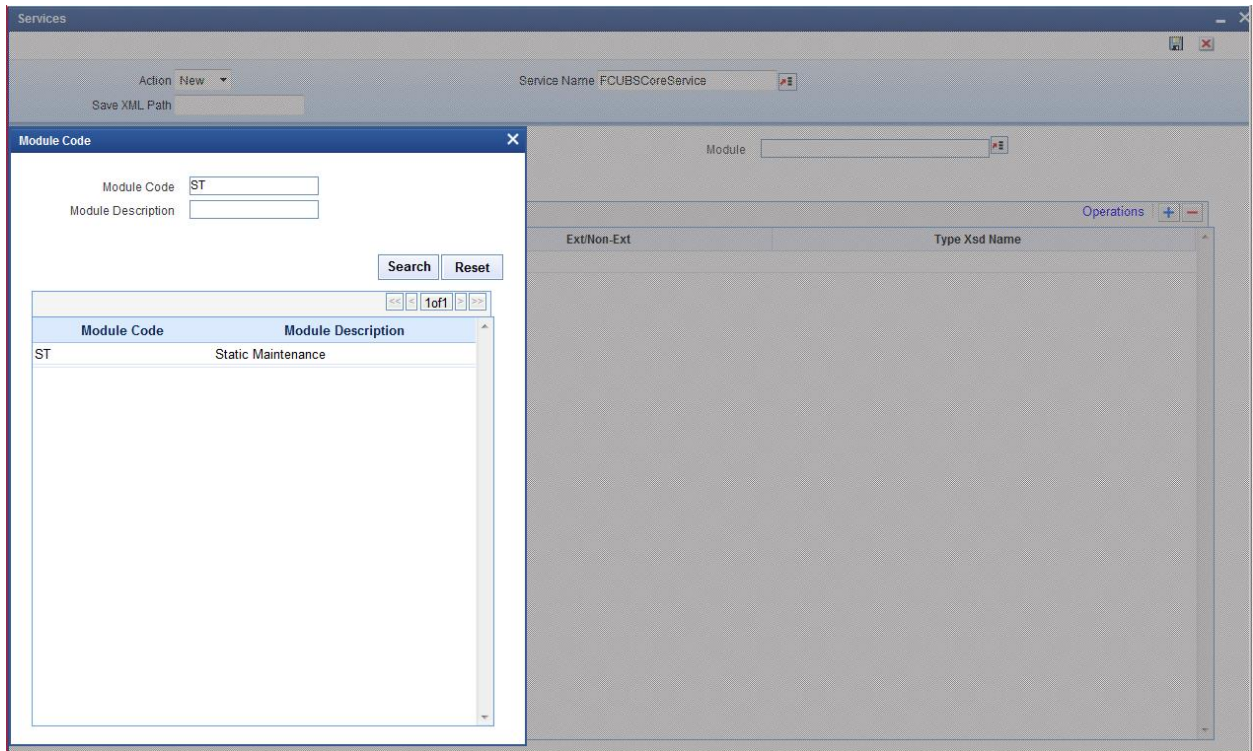 Services
Action New
Service Name FCUBSCoreService
Save XML Path
Module Code
Module
Module Code ST
Module Description
Operations
Ext/Non-Ext Type Xsd Name
Search Reset
<< < 1of1 > >>
Module Code Module Description
ST Static Maintenance